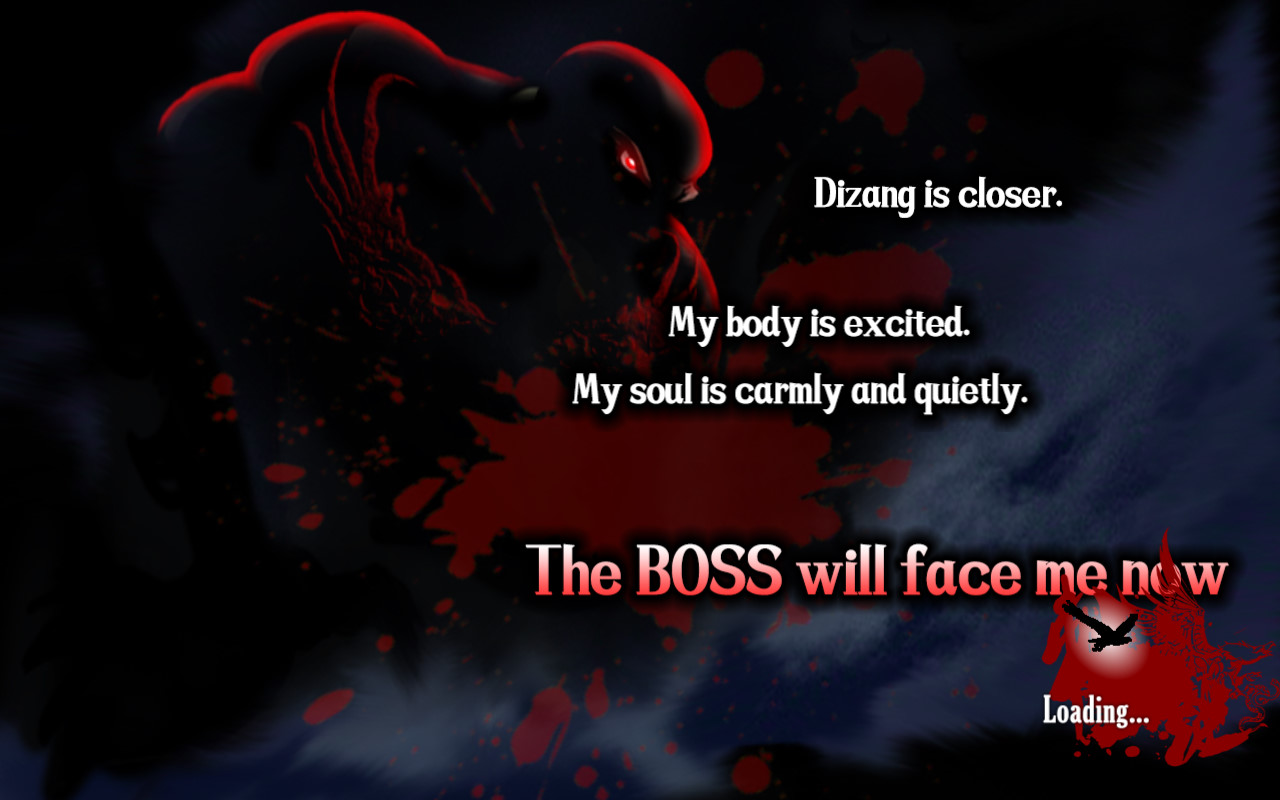 Dizang is closer.
My body is excited.
My soul is carmly and quietly.
The BOSS will face me now
Loading...